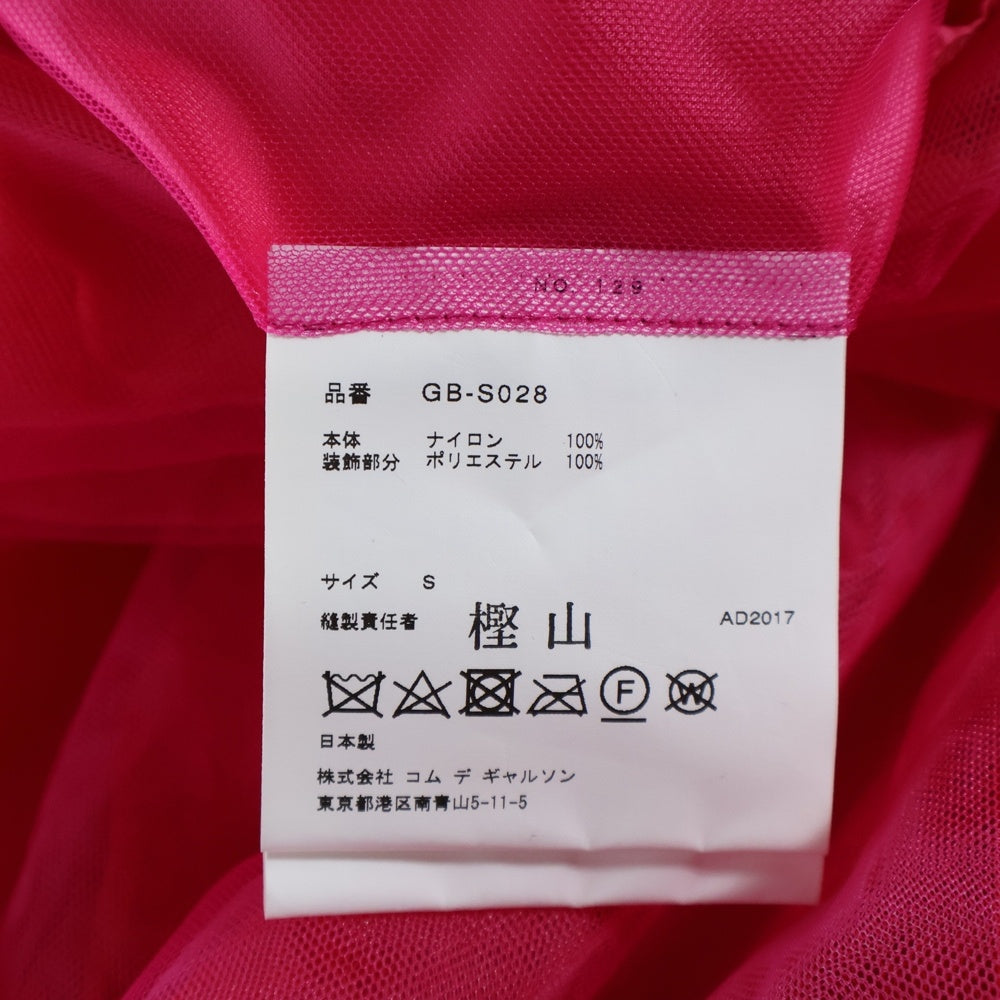 NO 129
品番 GB-S028
本体 ナイロン 100%
装飾部分 ポリエステル 100%
サイズ S
縫製責任者 樫山 AD2017
F W
日本製
株式会社 コム デ ギャルソン
東京都港区南青山5-11-5